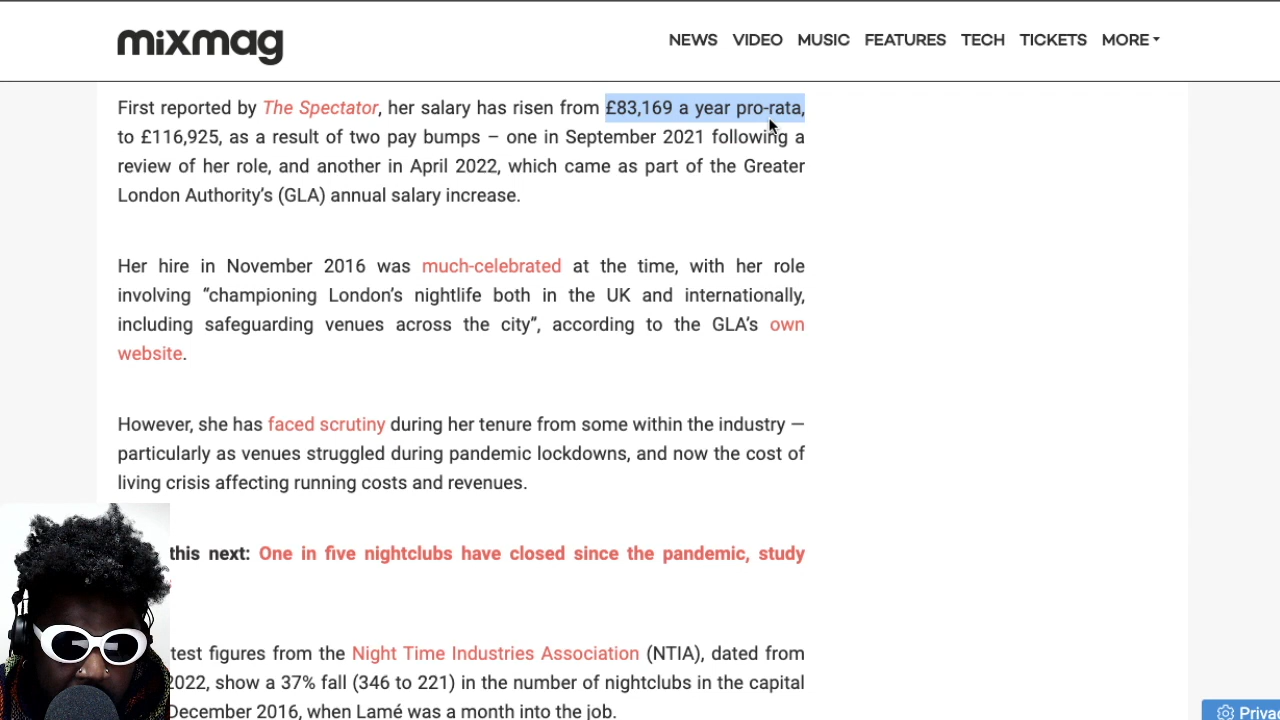 mixmag
NEWS VIDEO MUSIC FEATURES TECH TICKETS MORE
First reported by The Spectator, her salary has risen from £83,169 a year pro-rata,
to £116,925, as a result of two pay bumps – one in September 2021 following a
review of her role, and another in April 2022, which came as part of the Greater
London Authority’s (GLA) annual salary increase.
Her hire in November 2016 was much-celebrated at the time, with her role
involving “championing London’s nightlife both in the UK and internationally,
including safeguarding venues across the city”, according to the GLA’s own
website.
However, she has faced scrutiny during her tenure from some within the industry —
particularly as venues struggled during pandemic lockdowns, and now the cost of
living crisis affecting running costs and revenues.
this next: One in five nightclubs have closed since the pandemic, study
figures from the Night Time Industries Association (NTIA), dated from
2022, show a 37% fall (346 to 221) in the number of nightclubs in the capital
December 2016, when Lamé was a month into the job.